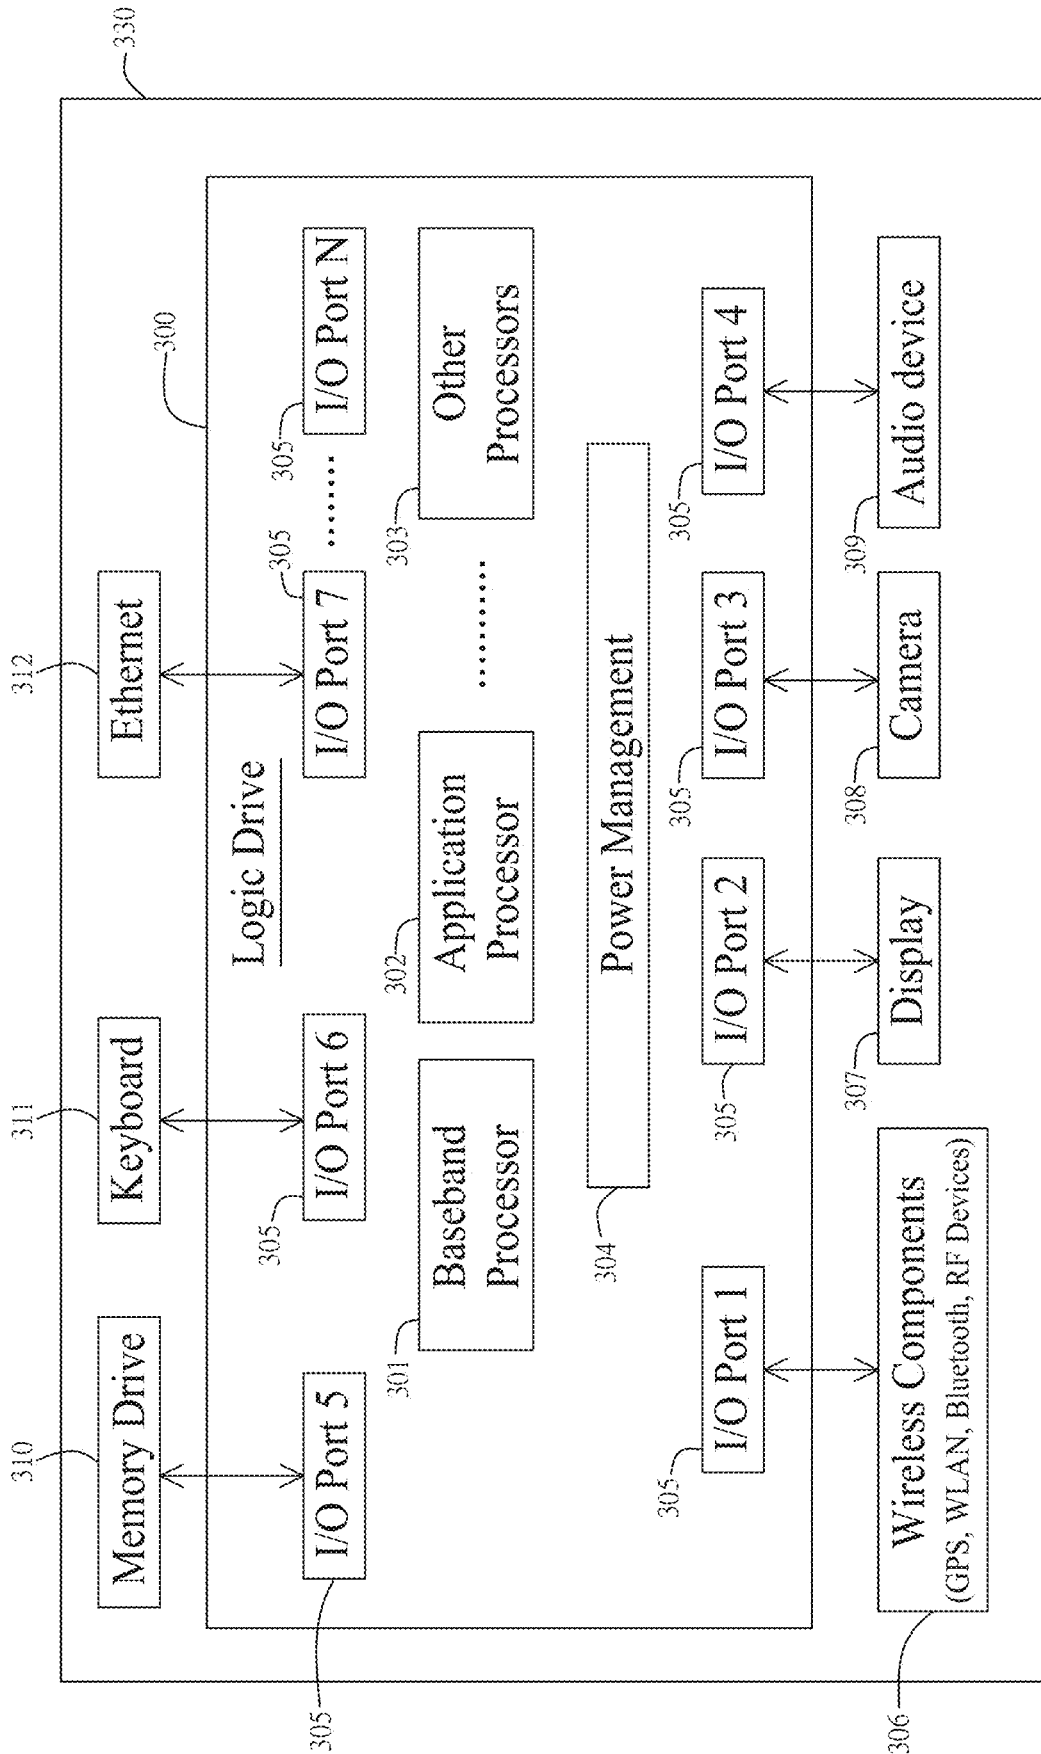 330
310
311
312
Memory Drive
Keyboard
Ethernet
300
Logic Drive
I/O Port 5
I/O Port 6
I/O Port 7
.......
I/O Port N
305
305
305
305
301
302
303
Baseband
Processor
Application
Processor
..........
Other
Processors
304
Power Management
305
305
305
305
I/O Port 1
I/O Port 2
I/O Port 3
I/O Port 4
306
307
308
309
Wireless Components
(GPS, WLAN, Bluetooth, RF Devices)
Display
Camera
Audio device